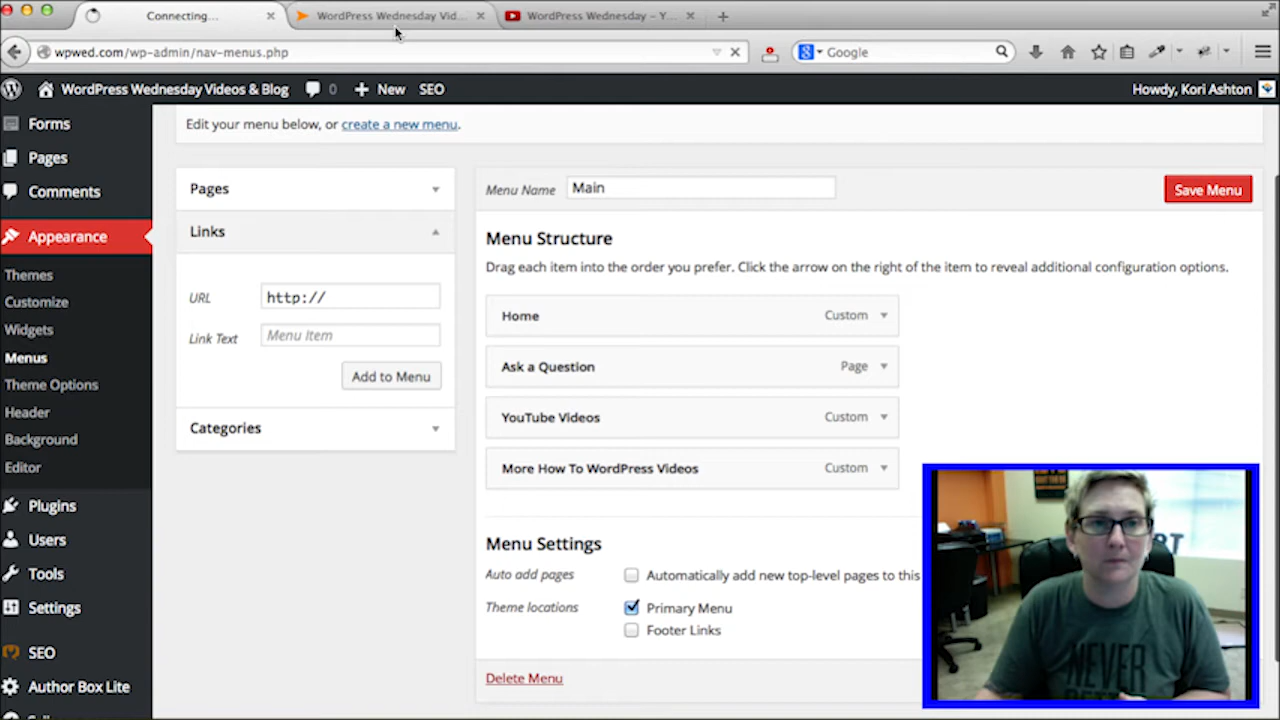 Connecting...
WordPress Wednesday Vid...
WordPress Wednesday – Y...
wpwed.com/wp-admin/nav-menus.php
Google
WordPress Wednesday Videos & Blog
0
New
SEO
Howdy, Kori Ashton
Forms
Pages
Comments
Appearance
Themes
Customize
Widgets
Menus
Theme Options
Header
Background
Editor
Plugins
Users
Tools
Settings
SEO
Author Box Lite
Edit your menu below, or create a new menu.
Pages
Links
URL
http://
Link Text
Menu Item
Add to Menu
Categories
Menu Name
Main
Save Menu
Menu Structure
Drag each item into the order you prefer. Click the arrow on the right of the item to reveal additional configuration options.
Home
Custom
Ask a Question
Page
YouTube Videos
Custom
More How To WordPress Videos
Custom
Menu Settings
Auto add pages
Automatically add new top-level pages to this
Theme locations
Primary Menu
Footer Links
Delete Menu
NEVER